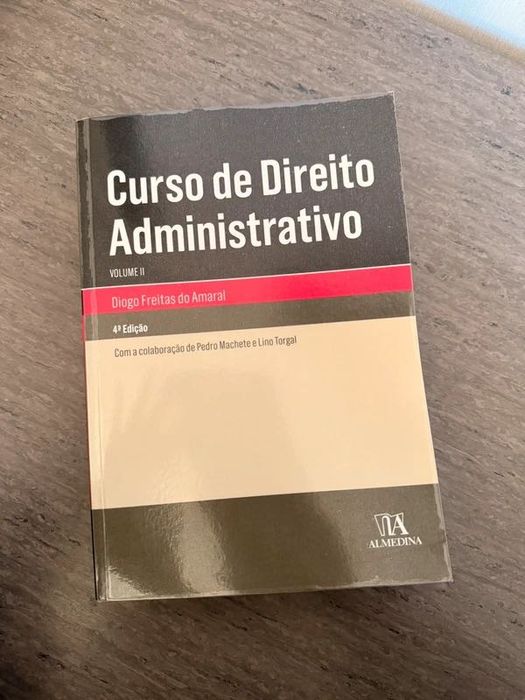 Curso de Direito
Administrativo
VOLUME II
Diogo Freitas do Amaral
4ª Edição
Com a colaboração de Pedro Machete e Lino Torgal
ALMEDINA